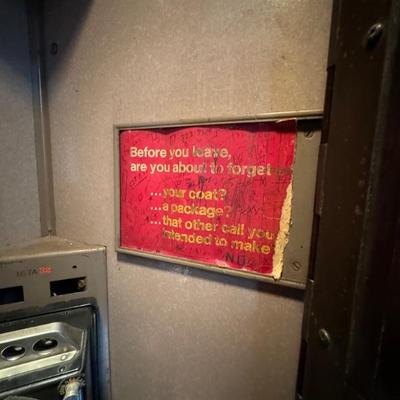 Before you leave,
are you about to forget
...your coat?
...a package?
...that other call you
intended to make